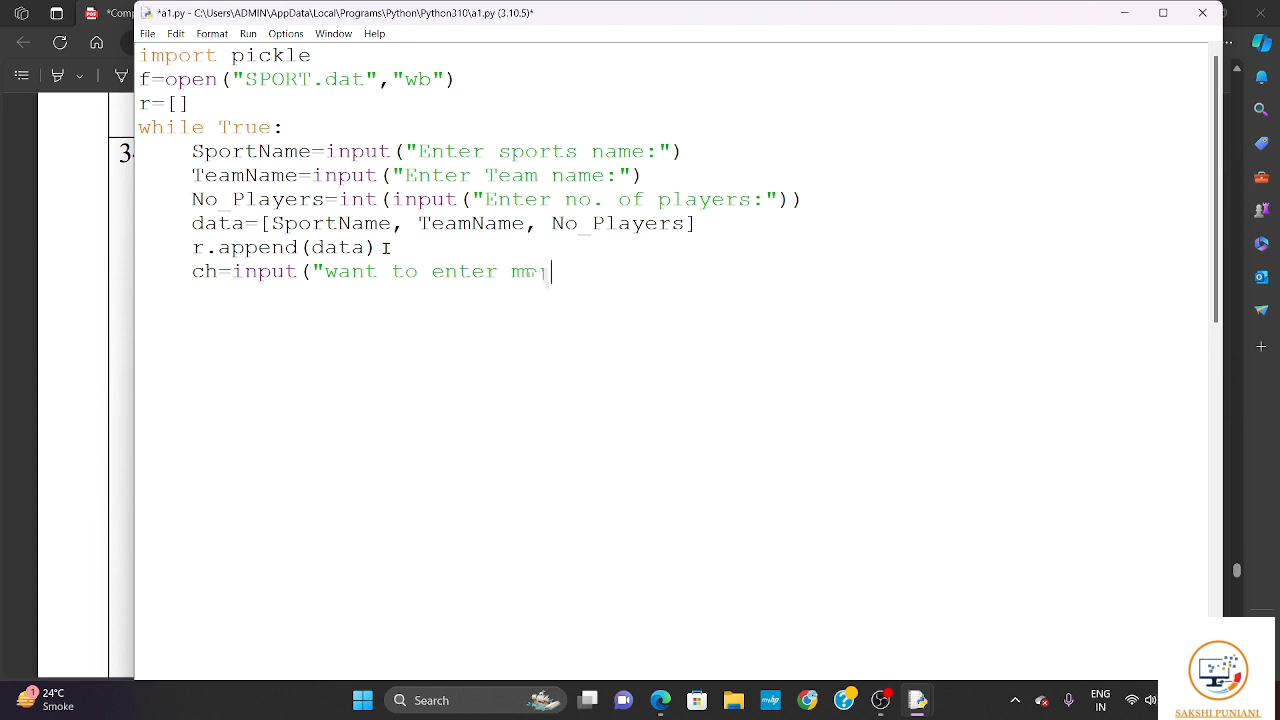 *Comp
*a1.py - C:\Users\ADMIN\AppData\Local\Programs\Python\Python310\a1.py (3.10.5)*
File Edit Format Run Options Window Help
import pickle
f=open("SPORT.dat","wb")
r=[]
while True:
SportName=input("Enter sports name:")
TeamName=input("Enter Team name:")
No_Players=int(input("Enter no. of players:"))
data=[SportName, TeamName, No_Players]
r.append(data)
ch=input("want to enter
34
24°C
Smoke
1
Search
ENG
IN
SAKSHI PUNIANI